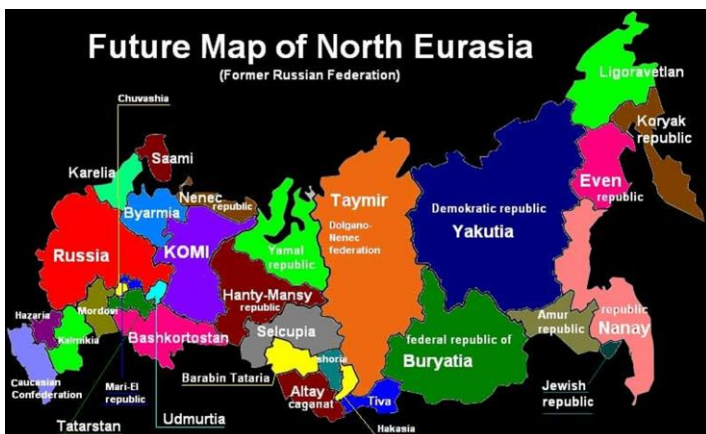 Future Map of North Eurasia
(Former Russian Federation)
Ligoravetlan
Chuvashia
Koryak
republic
Saami
Karelia
Nenec
republic
Taymir
Even
republic
Byarmia
Demokratic republic
Yakutia
Dolgano-
Nenec
federation
Russia
KOMI
Yamal
republic
Hanty-Mansy
republic
Hazaria
Mordovi
Kalmikia
Selcupia
Bashkortostan
federal republic of
Buryatia
Amur
republic
republic
Nanay
shoria
Caucasian
Confederation
Mari-El
republic
Barabin Tataria
Altay
caganat
Tiva
Jewish
republic
Tatarstan
Udmurtia
Hakasia